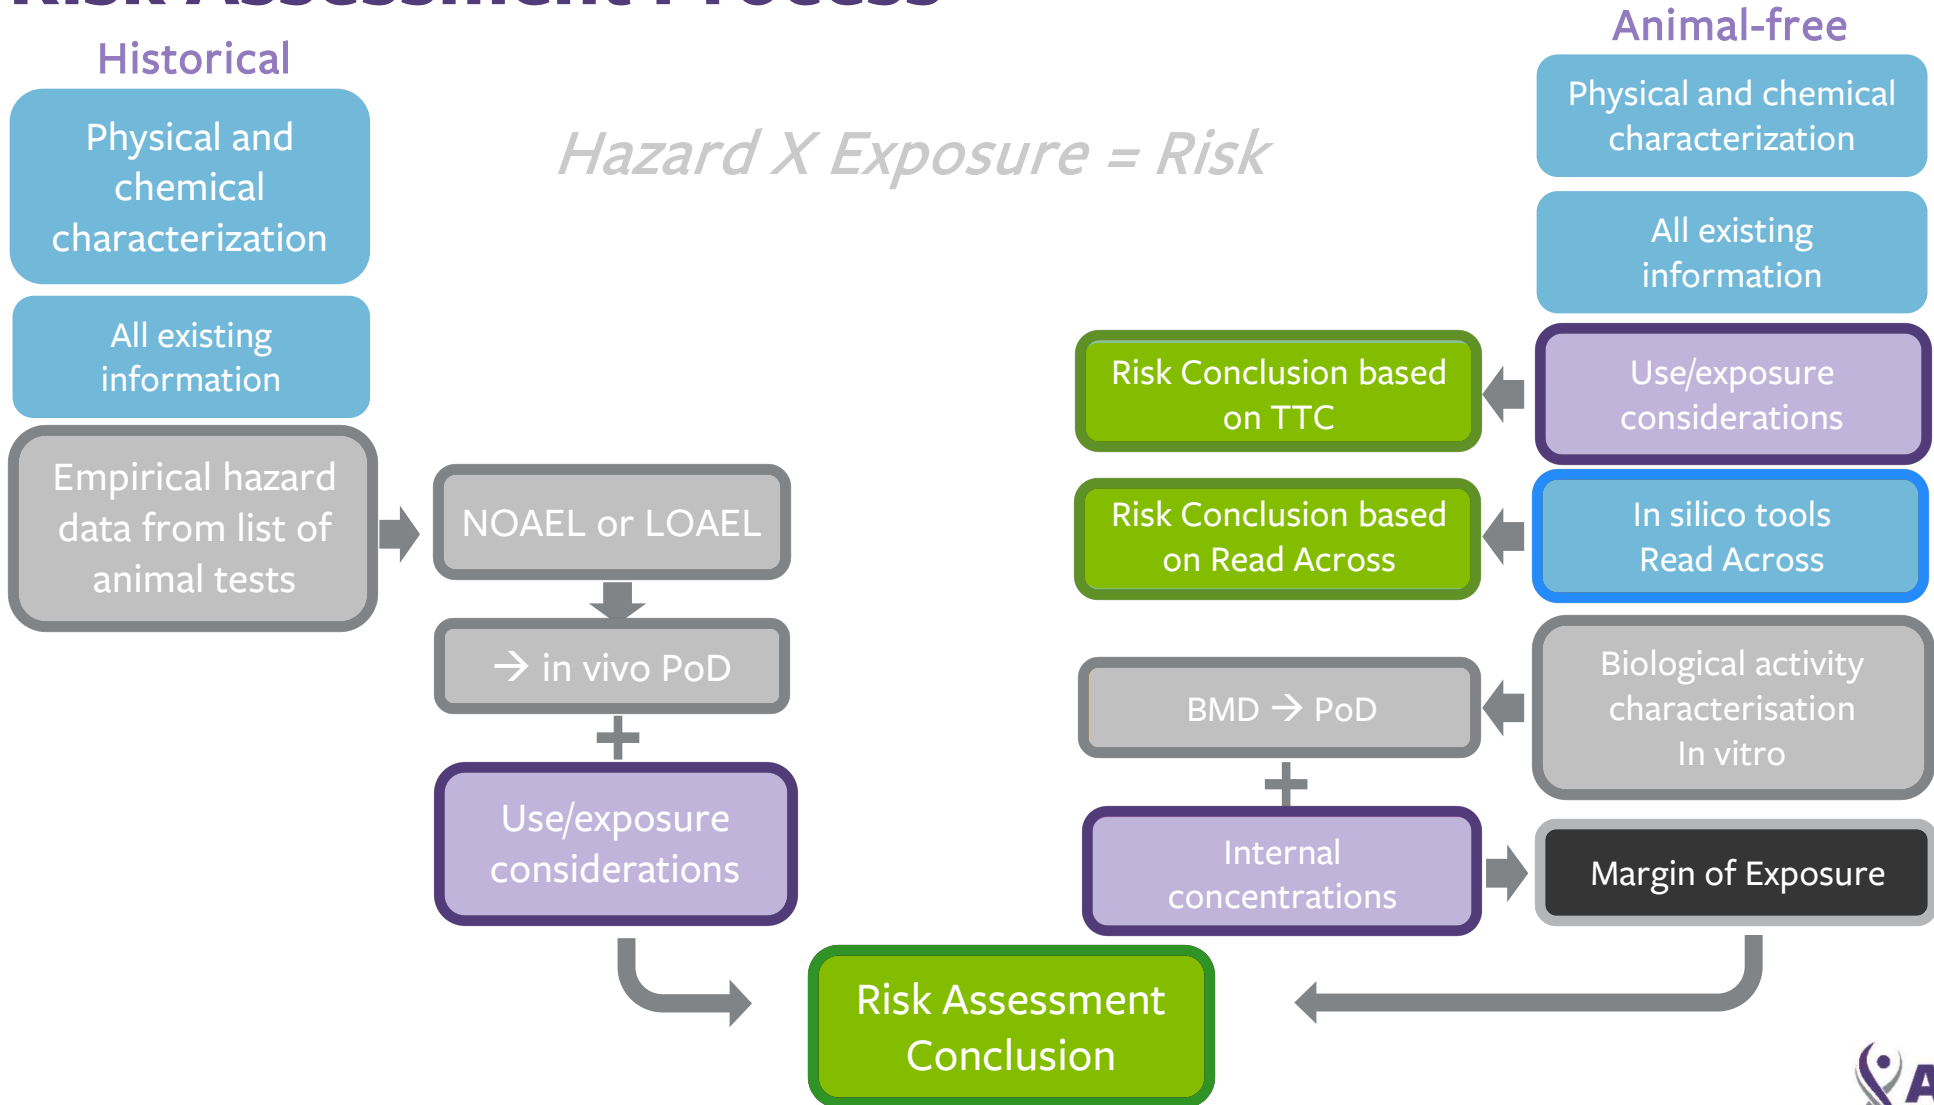 Risk Assessment Process
Historical
Physical and
chemical
characterization
All existing
information
Empirical hazard
data from list of
animal tests
NOAEL or LOAEL
→ in vivo PoD
+
Use/exposure
considerations
Hazard X Exposure = Risk
Animal-free
Physical and chemical
characterization
All existing
information
Use/exposure
considerations
Risk Conclusion based
on TTC
In silico tools
Read Across
Risk Conclusion based
on Read Across
Biological activity
characterisation
In vitro
BMD → PoD
+
Internal
concentrations
Margin of Exposure
Risk Assessment
Conclusion